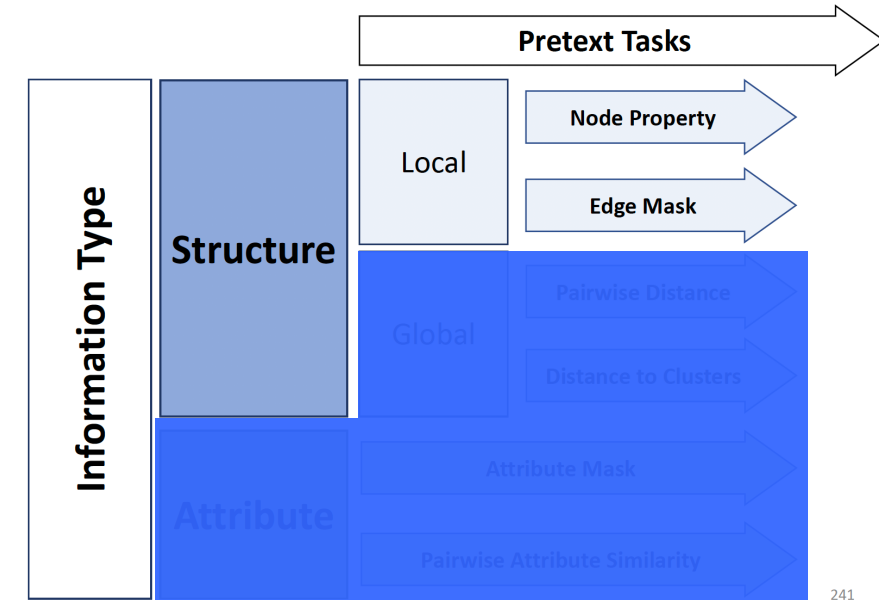 Pretext Tasks
Information Type
Structure
Local
Node Property
Edge Mask
Global
Pairwise Distance
Distance to Clusters
Attribute
Attribute Mask
Pairwise Attribute Similarity
241